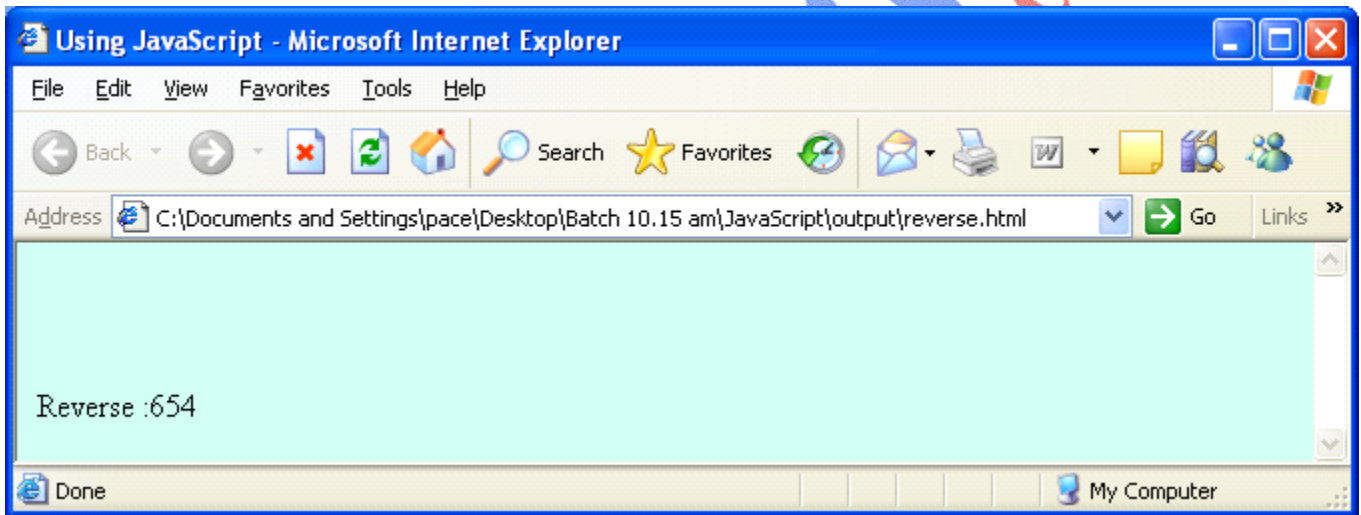 Using JavaScript - Microsoft Internet Explorer
File Edit View Favorites Tools Help
Back Search Favorites W
Address C:\Documents and Settings\pace\Desktop\Batch 10.15 am\JavaScript\output\reverse.html Go Links »
Reverse :654
Done My Computer